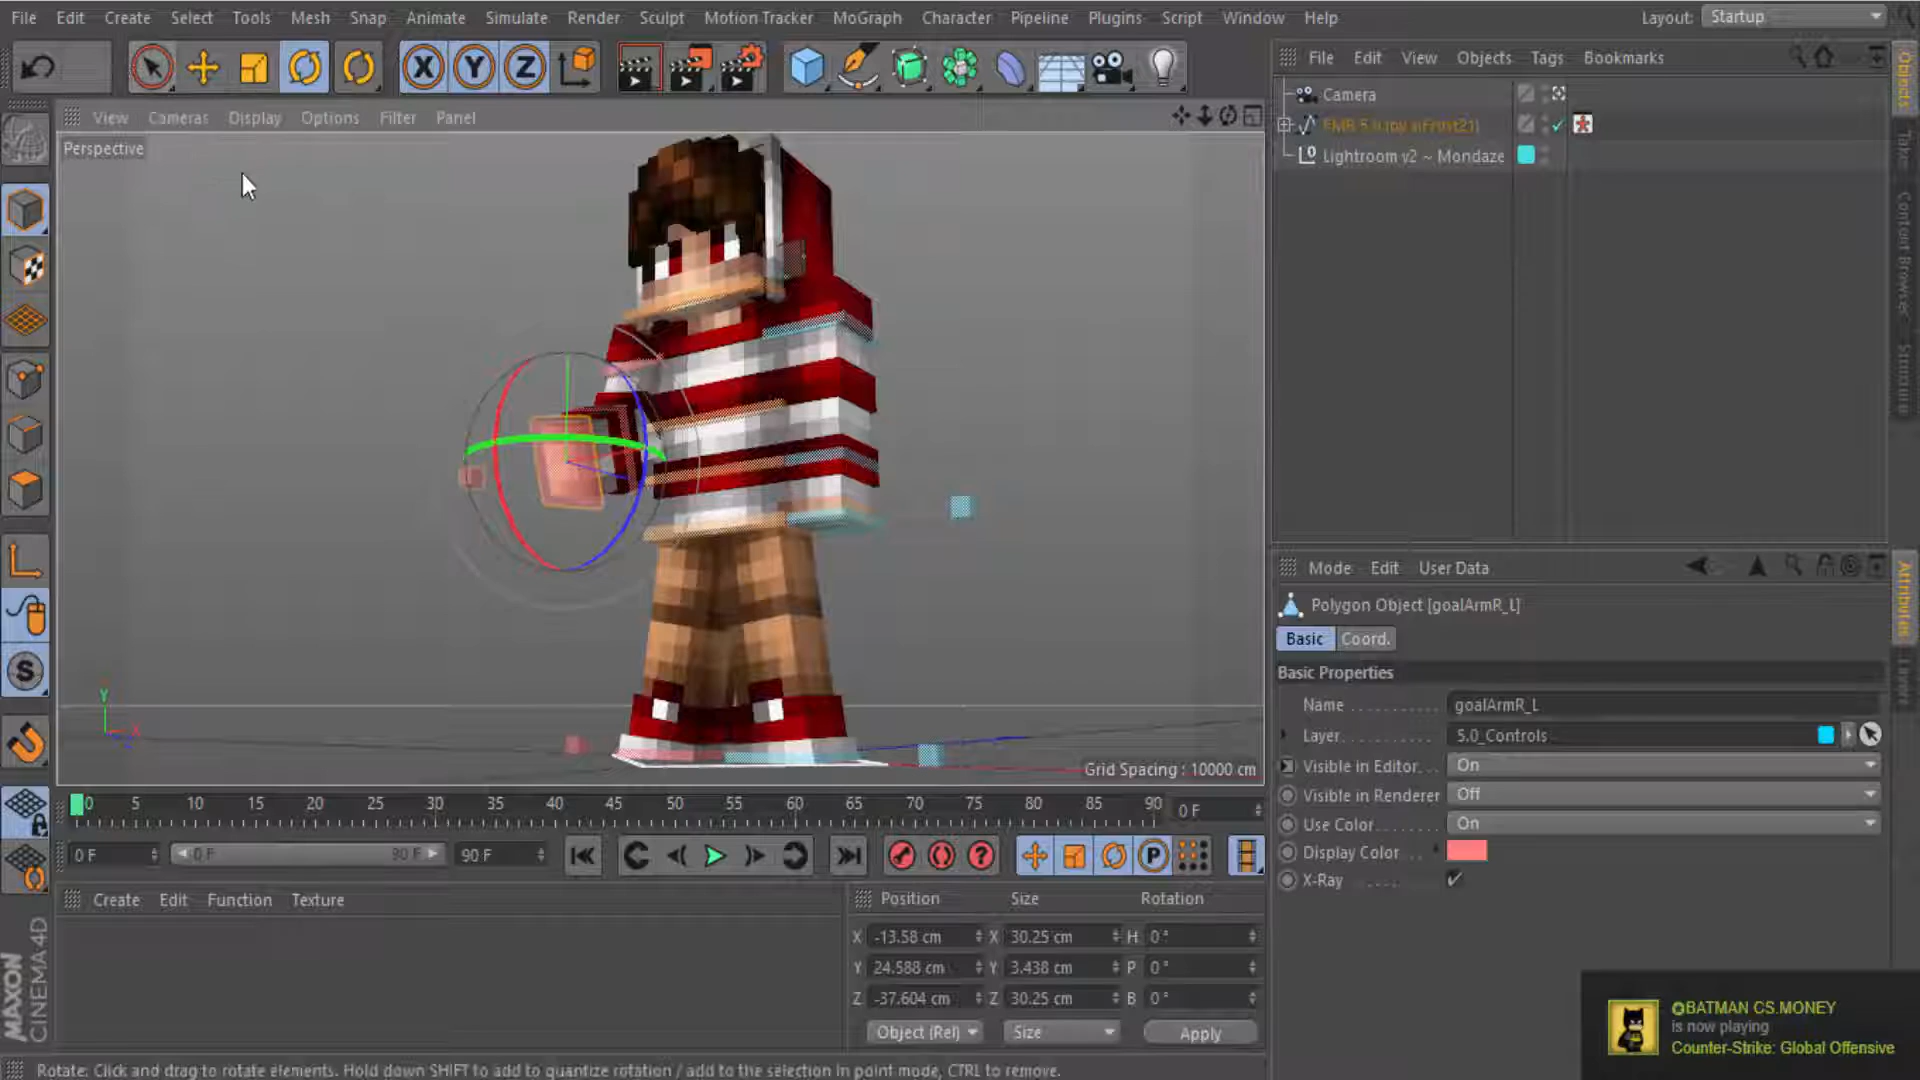 File Edit Create Select Tools Mesh Snap Animate Simulate Render Sculpt Motion Tracker MoGraph Character Pipeline Plugins Script Window Help
Layout: Startup
File Edit View Objects Tags Bookmarks
X Y Z
View Cameras Display Options Filter Panel
Camera
Lightroom v2 ~ Mondaze
Perspective
Objects
Take
Content Browser
Structure
Mode Edit User Data
Attributes
Layer
Polygon Object [goalArmR_L]
Basic Coord.
Basic Properties
Name goalArmR_L
Layer 5.0_Controls
Visible in Editor On
Visible in Renderer Off
Use Color On
Display Color
X-Ray
Y
X
Grid Spacing : 10000 cm
0 5 10 15 20 25 30 35 40 45 50 55 60 65 70 75 80 85 90 0 F
0 F 0 F 90 F 90 F
P
Create Edit Function Texture
Position Size Rotation
X -13.58 cm X 30.25 cm H 0 °
Y 24.588 cm Y 3.438 cm P 0 °
Z -37.604 cm Z 30.25 cm B 0 °
Object (Rel) Size Apply
MAXON
CINEMA 4D
BATMAN CS.MONEY
is now playing
Counter-Strike: Global Offensive
Rotate: Click and drag to rotate elements. Hold down SHIFT to add to quantize rotation / add to the selection in point mode, CTRL to remove.